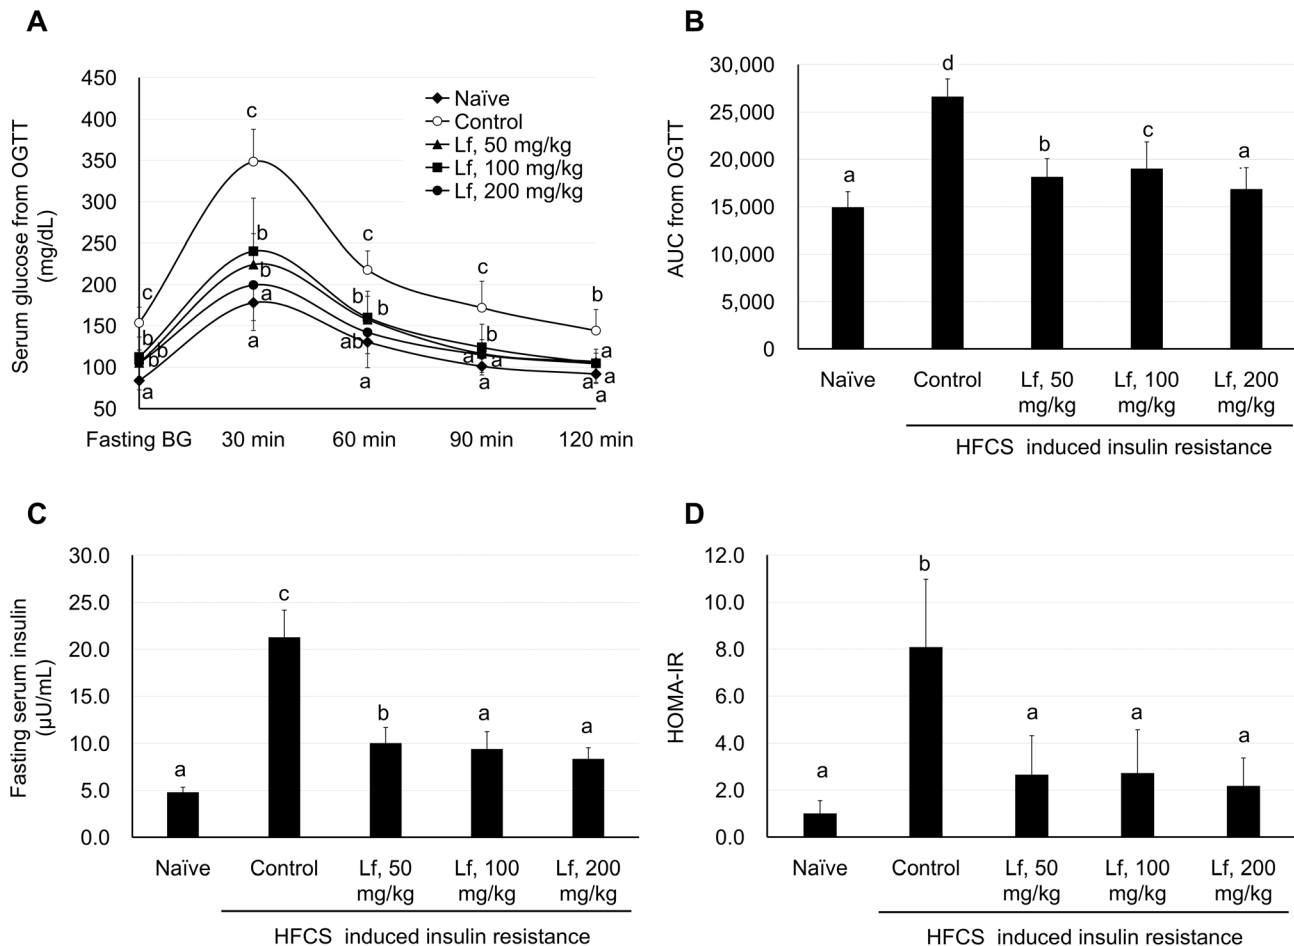 A
Serum glucose from OGTT
(mg/dL)
450
400
350
300
250
200
150
100
50
Naïve
Control
Lf, 50 mg/kg
Lf, 100 mg/kg
Lf, 200 mg/kg
c
c
c
c
b
b
b
a
a
b
b
b
a
b
b
ab
a
b
a
a
a
a
a
a
Fasting BG
30 min
60 min
90 min
120 min
B
AUC from OGTT
30,000
25,000
20,000
15,000
10,000
5,000
0
a
d
b
c
a
Naïve
Control
Lf, 50
mg/kg
Lf, 100
mg/kg
Lf, 200
mg/kg
HFCS induced insulin resistance
C
Fasting serum insulin
(µU/mL)
30.0
25.0
20.0
15.0
10.0
5.0
0.0
a
c
b
a
a
Naïve
Control
Lf, 50
mg/kg
Lf, 100
mg/kg
Lf, 200
mg/kg
HFCS induced insulin resistance
D
HOMA-IR
12.0
10.0
8.0
6.0
4.0
2.0
0.0
a
b
a
a
a
Naïve
Control
Lf, 50
mg/kg
Lf, 100
mg/kg
Lf, 200
mg/kg
HFCS induced insulin resistance